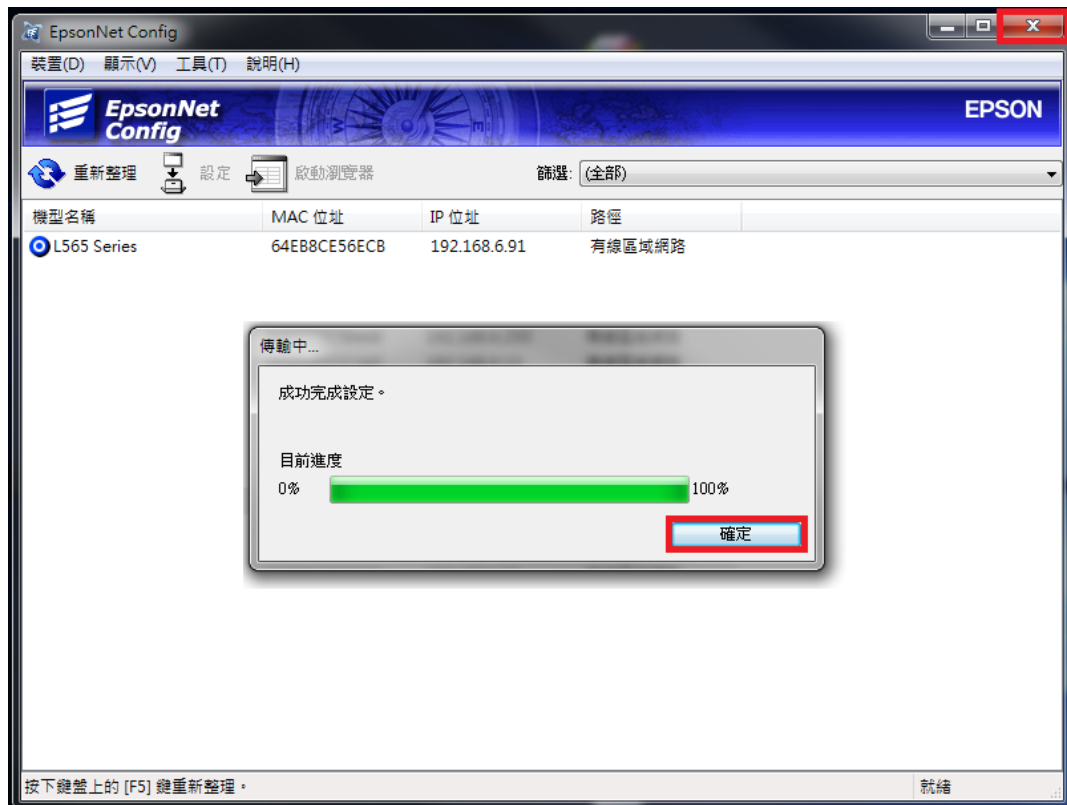 EpsonNet Config
裝置(D) 顯示(V) 工具(T) 說明(H)
EpsonNet
Config
EPSON
重新整理 設定 啟動瀏覽器 篩選: (全部)
機型名稱 MAC 位址 IP 位址 路徑
L565 Series 64EB8CE56ECB 192.168.6.91 有線區域網路
傳輸中...
成功完成設定。
目前進度
0% 100%
確定
按下鍵盤上的 [F5] 鍵重新整理。 就緒